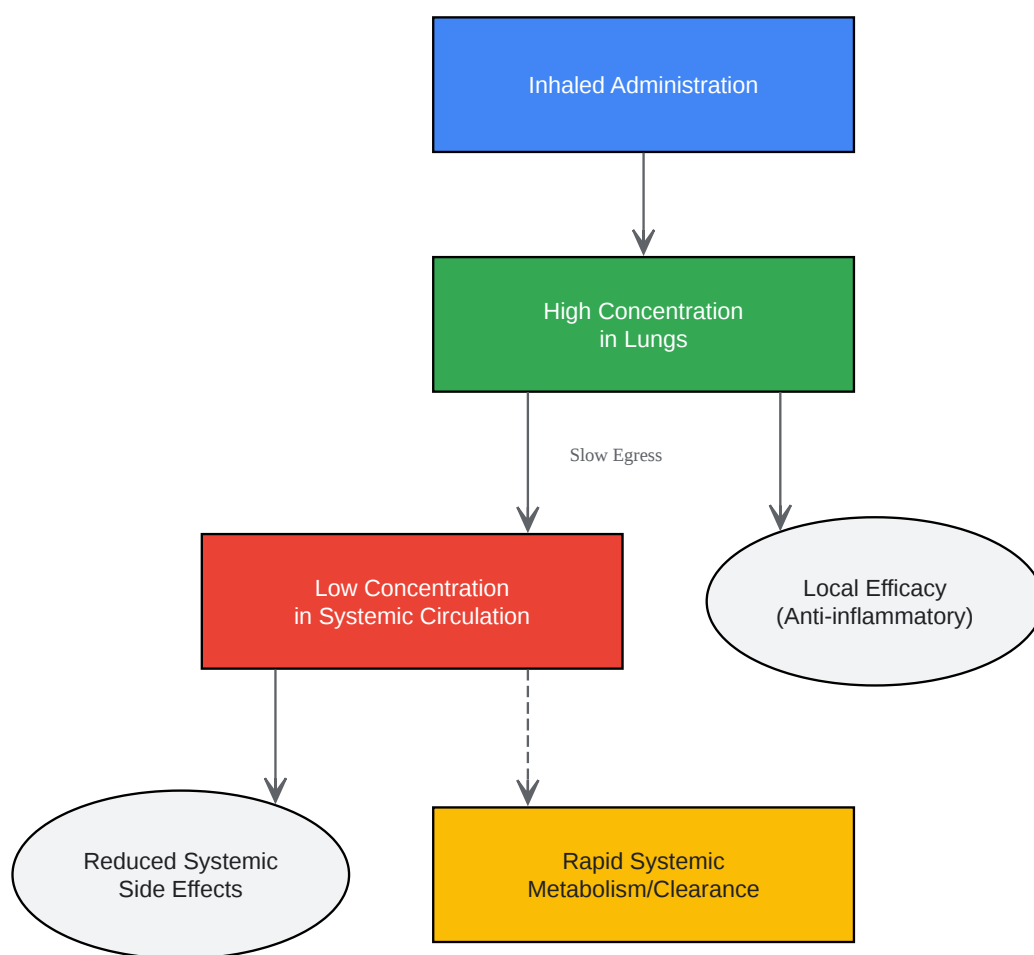 Inhaled Administration
High Concentration
in Lungs
Slow Egress
Low Concentration
in Systemic Circulation
Local Efficacy
(Anti-inflammatory)
Reduced Systemic
Side Effects
Rapid Systemic
Metabolism/Clearance